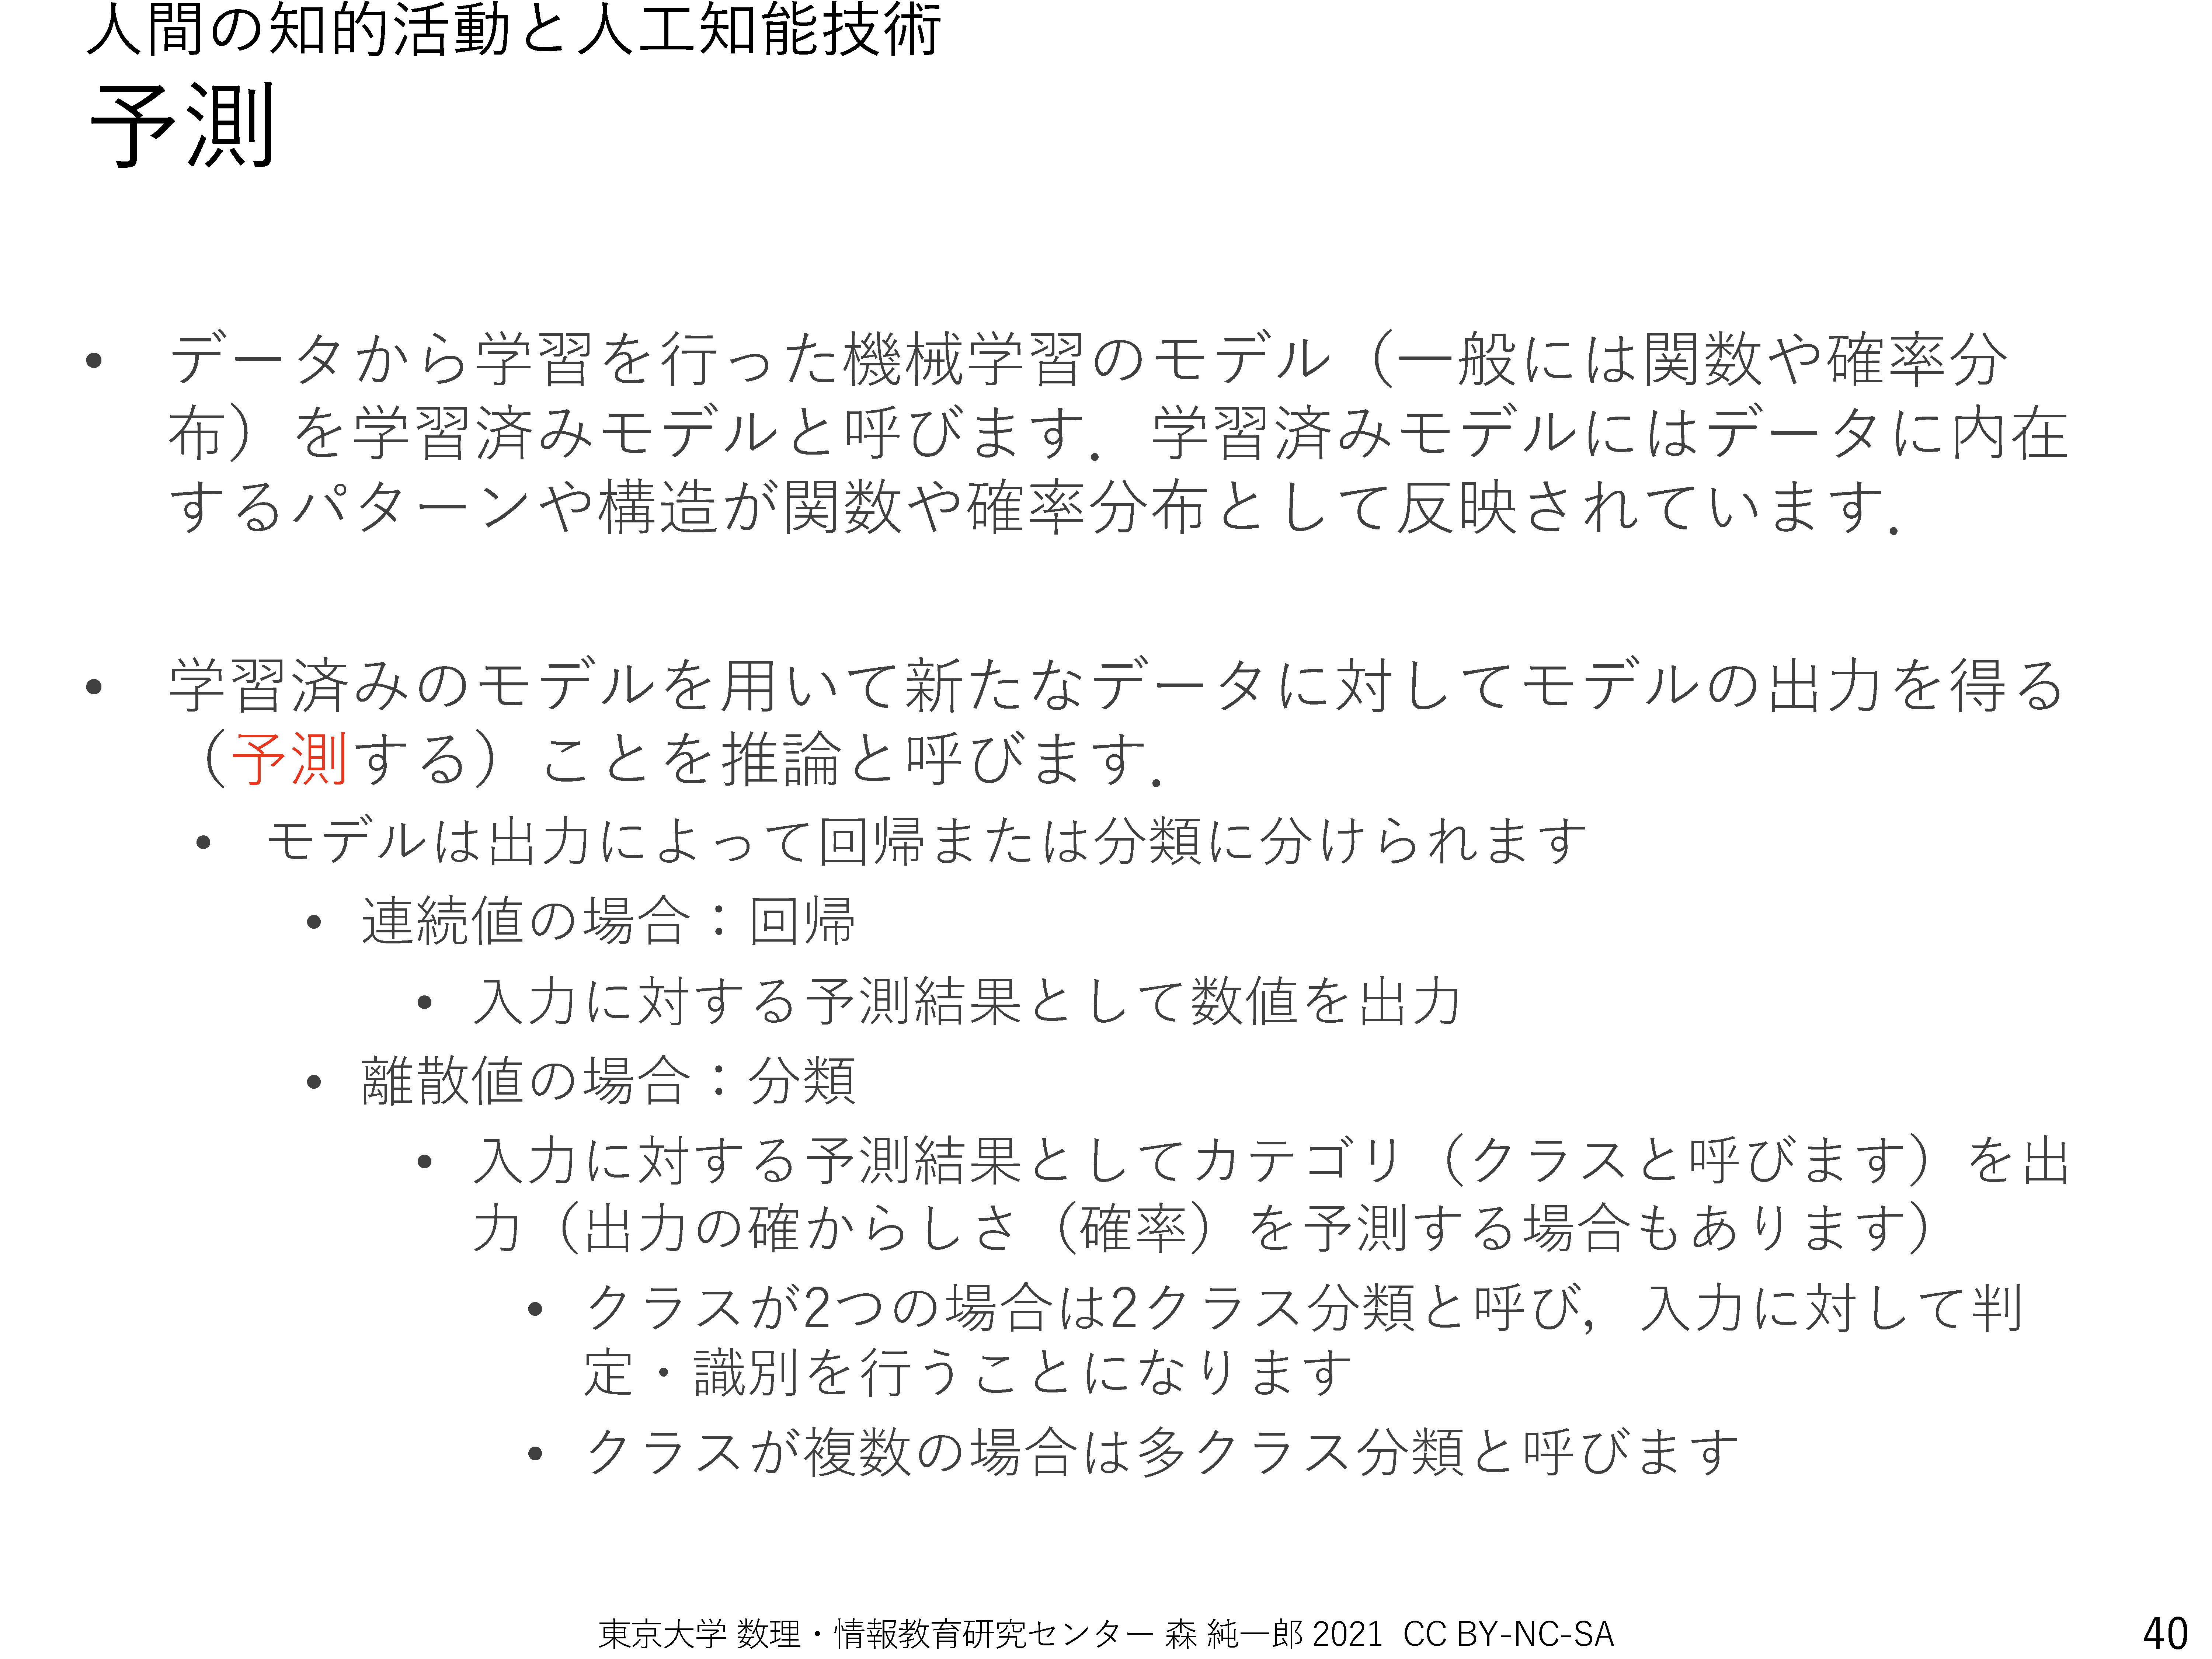 人間の知的活動と人工知能技術
予測
• データから学習を行った機械学習のモデル（一般には関数や確率分
布）を学習済みモデルと呼びます．学習済みモデルにはデータに内在
するパターンや構造が関数や確率分布として反映されています．
• 学習済みのモデルを用いて新たなデータに対してモデルの出力を得る
（予測する）ことを推論と呼びます．
• モデルは出力によって回帰または分類に分けられます
• 連続値の場合：回帰
• 入力に対する予測結果として数値を出力
• 離散値の場合：分類
• 入力に対する予測結果としてカテゴリ（クラスと呼びます）を出
力（出力の確からしさ（確率）を予測する場合もあります）
• クラスが2つの場合は2クラス分類と呼び，入力に対して判
定・識別を行うことになります
• クラスが複数の場合は多クラス分類と呼びます
東京大学 数理・情報教育研究センター 森 純一郎 2021 CC BY-NC-SA
40